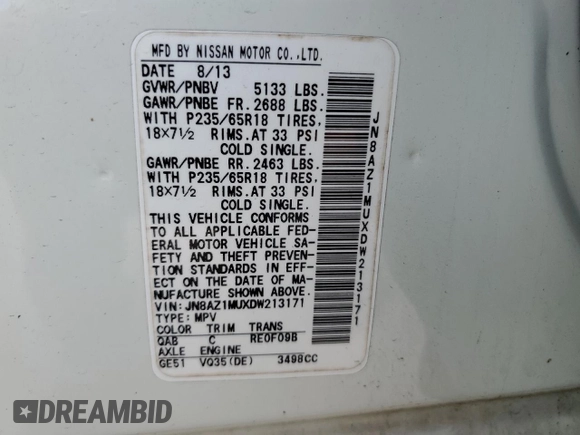 MFD BY NISSAN MOTOR CO.,LTD.
DATE 8/13
GVWR/PNBV 5133 LBS.
GAWR/PNBE FR. 2688 LBS.
WITH P235/65R18 TIRES,
18X7½ RIMS.AT 33 PSI
COLD SINGLE.
GAWR/PNBE RR. 2463 LBS.
WITH P235/65R18 TIRES,
18X7½ RIMS.AT 33 PSI
COLD SINGLE.
THIS VEHICLE CONFORMS
TO ALL APPLICABLE FED-
ERAL MOTOR VEHICLE SA-
FETY AND THEFT PREVEN-
TION STANDARDS IN EFF-
ECT ON THE DATE OF MA-
NUFACTURE SHOWN ABOVE.
VIN:JN8AZ1MUXDW213171
TYPE:MPV
COLOR TRIM TRANS
QAB C RE0F09B
AXLE ENGINE
GE51 VQ35(DE) 3498CC
JN8AZ1MUXDW213171
DREAMBID